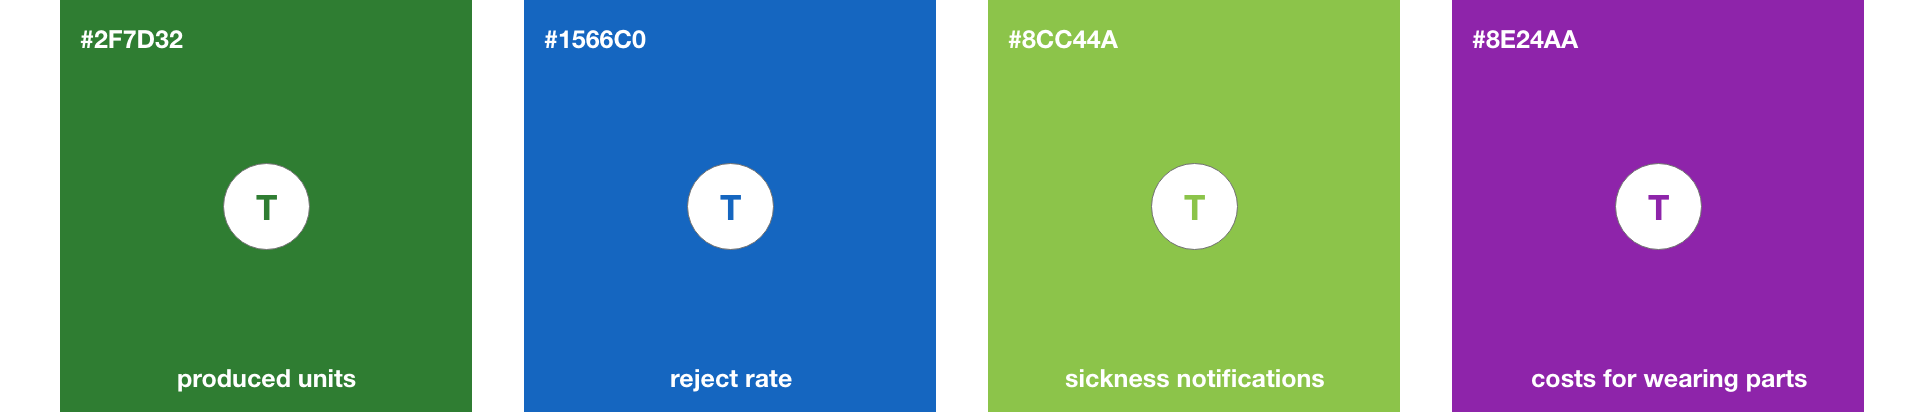 #2F7D32
#1566C0
#8CC44A
#8E24AA
T
T
T
T
produced units
reject rate
sickness notifications
costs for wearing parts